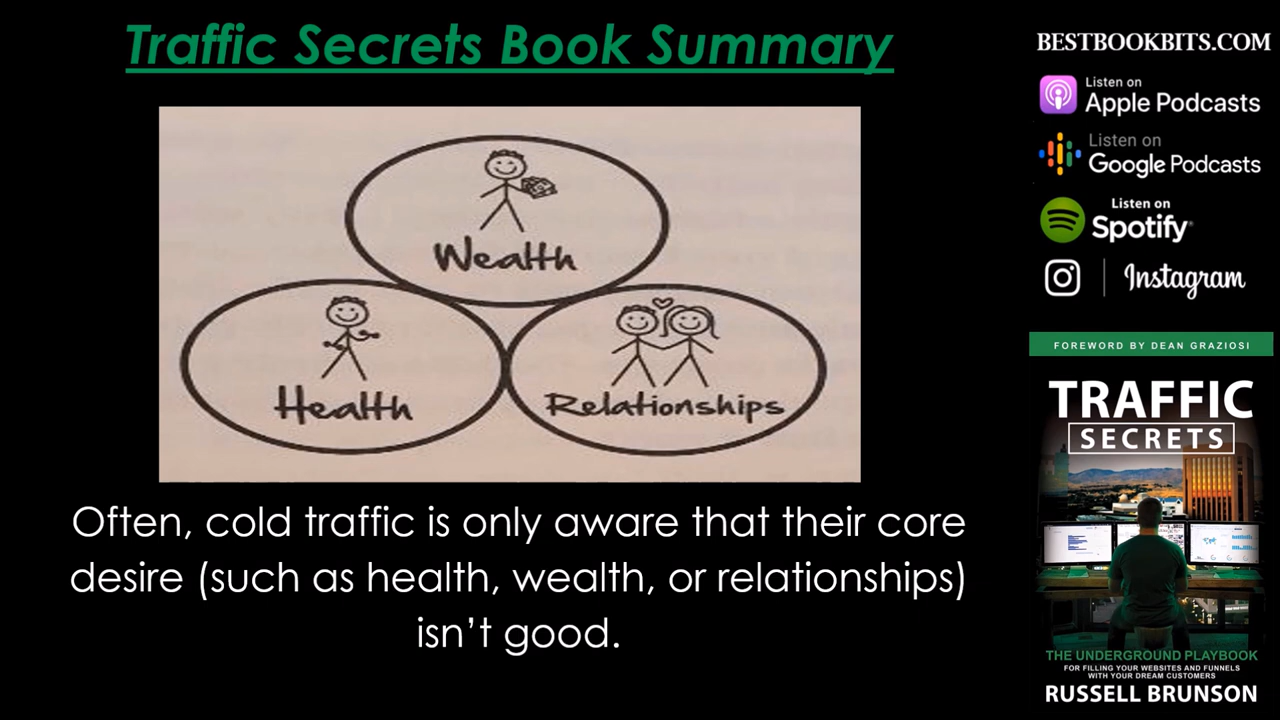 Traffic Secrets Book Summary
Wealth
Health
Relationships
Often, cold traffic is only aware that their core
desire (such as health, wealth, or relationships)
isn’t good.
BESTBOOKBITS.COM
Listen on
Apple Podcasts
Listen on
Google Podcasts
Listen on
Spotify
Instagram
FOREWORD BY DEAN GRAZIOSI
TRAFFIC
SECRETS
THE UNDERGROUND PLAYBOOK
FOR FILLING YOUR WEBSITES AND FUNNELS
WITH YOUR DREAM CUSTOMERS
RUSSELL BRUNSON